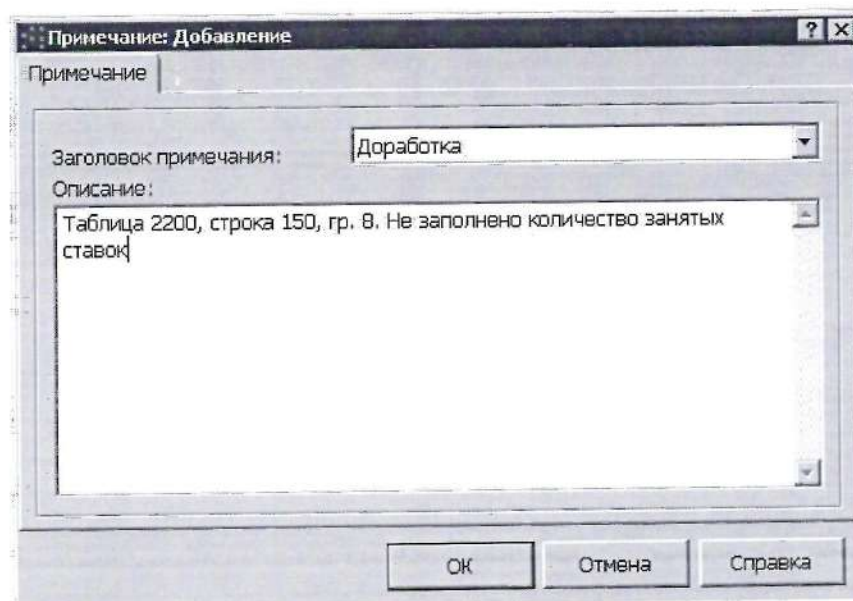 Примечание: Добавление
Примечание
Заголовок примечания: Доработка
Описание:
Таблица 2200, строка 150, гр. 8. Не заполнено количество занятых
ставок
ОК Отмена Справка